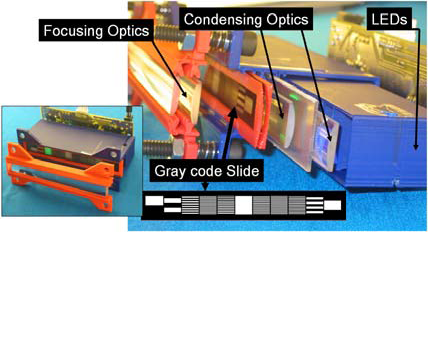 Condensing Optics
LEDs
Focusing Optics
Gray code Slide